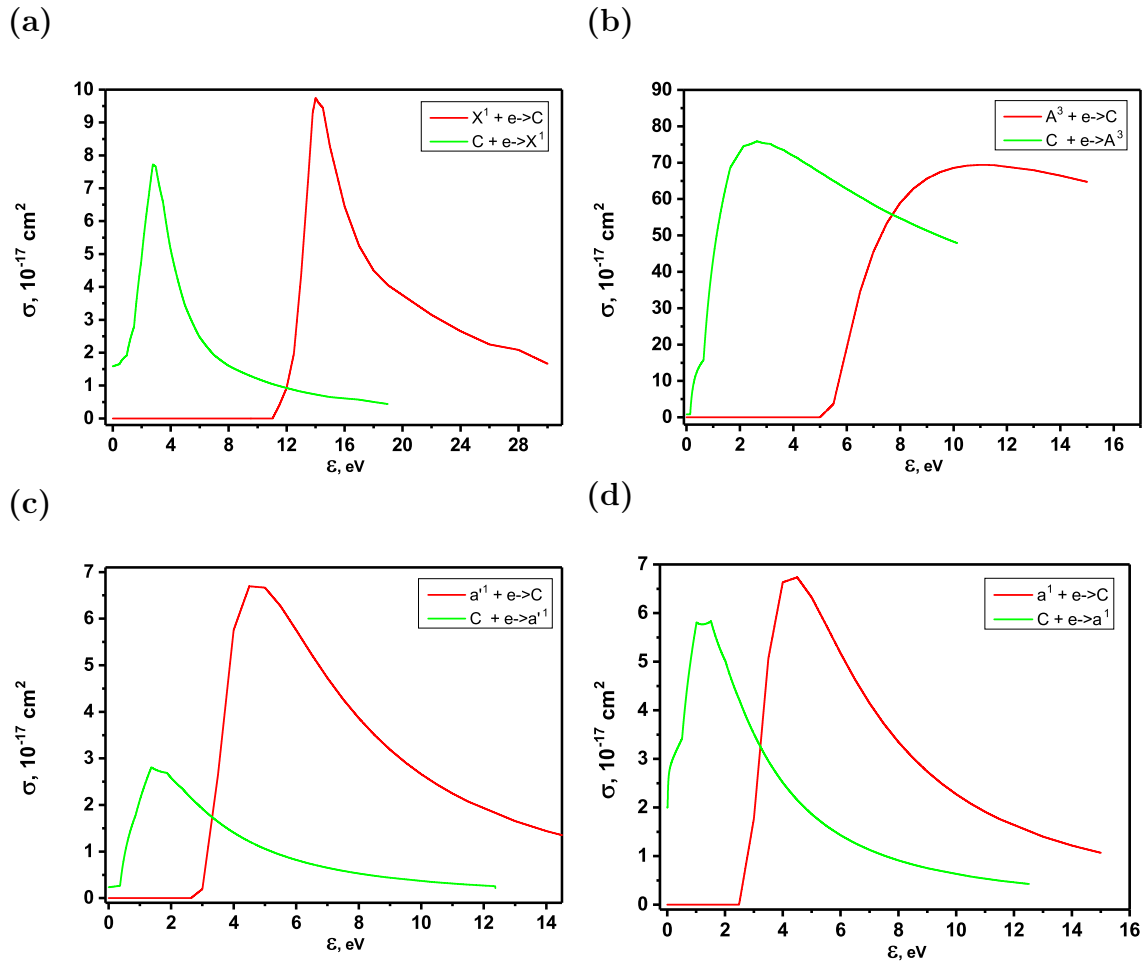 (a)
10
9
8
7
6
5
4
3
2
1
0
σ, 10⁻¹⁷ cm²
X¹ + e->C
C + e->X¹
0 4 8 12 16 20 24 28
ε, eV
(b)
90
80
70
60
50
40
30
20
10
0
σ, 10⁻¹⁷ cm²
A³ + e->C
C + e->A³
0 2 4 6 8 10 12 14 16
ε, eV
(c)
7
6
5
4
3
2
1
0
σ, 10⁻¹⁷ cm²
a'¹ + e->C
C + e->a'¹
0 2 4 6 8 10 12 14
ε, eV
(d)
7
6
5
4
3
2
1
0
σ, 10⁻¹⁷ cm²
a¹ + e->C
C + e->a¹
0 2 4 6 8 10 12 14 16
ε, eV